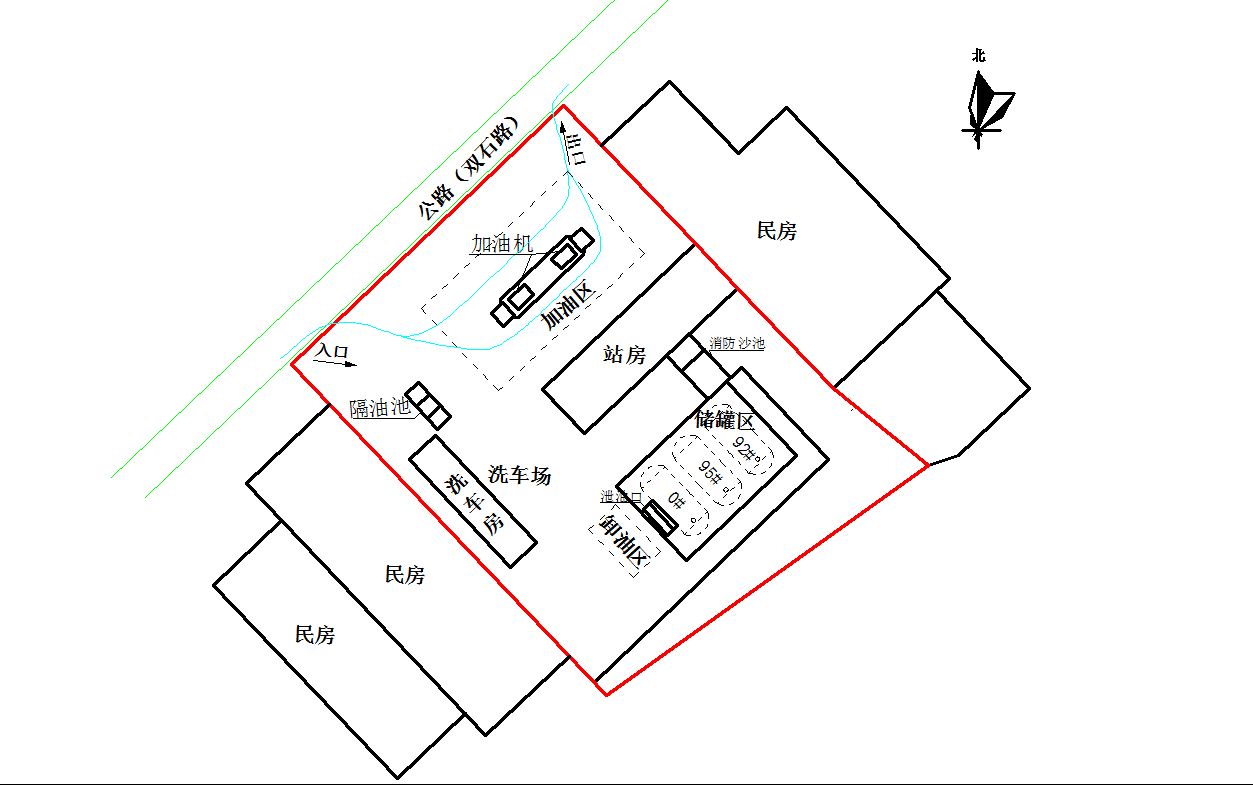 北
公路（双石路）
出口
民房
加油机
加油区
入口
站房
消防沙池
隔油池
储罐区
92#
95#
0#
洗车场
洗车房
泄油口
卸油区
民房
民房